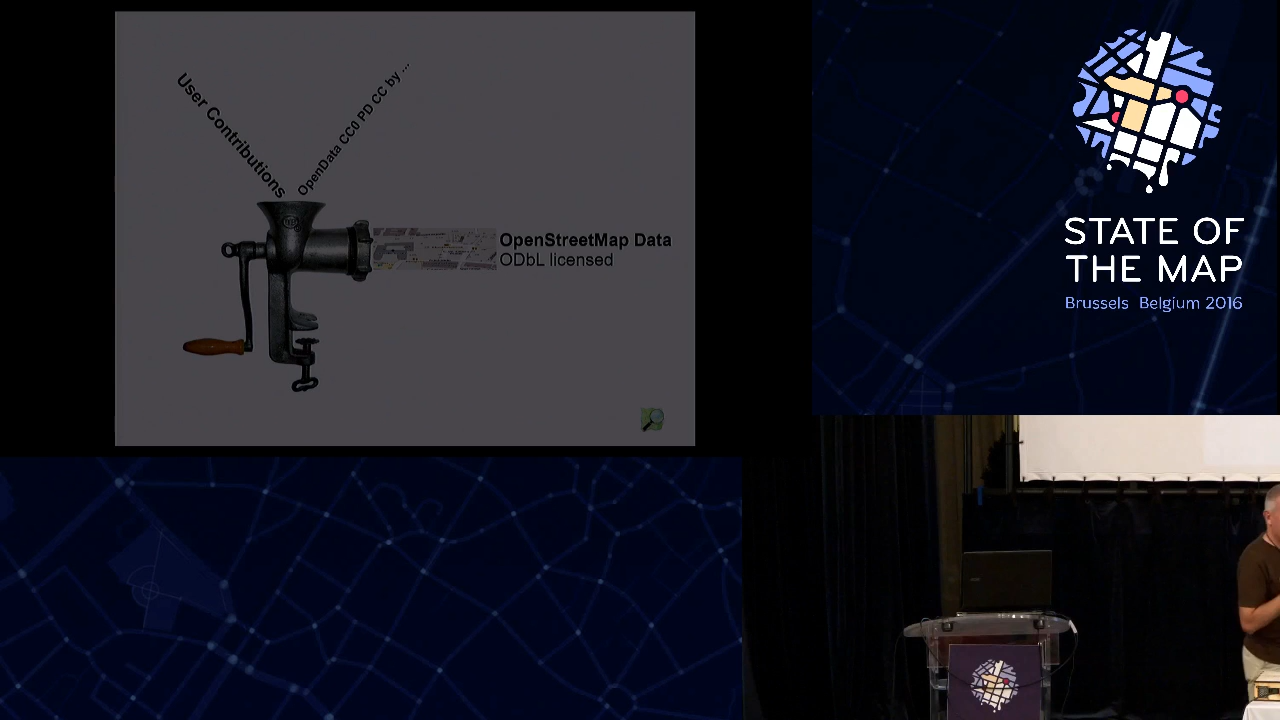 User Contributions
OpenData CC0 PD CC by ...
OpenStreetMap Data
ODbL licensed
STATE OF
THE MAP
Brussels Belgium 2016